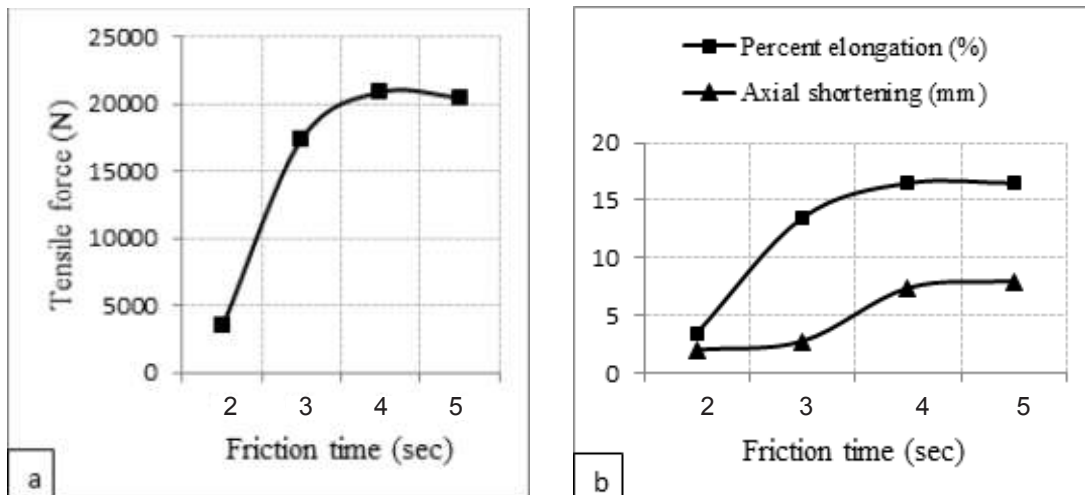 25000
20000
15000
10000
5000
0
Tensile force (N)
2 3 4 5
Friction time (sec)
a
Percent elongation (%)
Axial shortening (mm)
20
15
10
5
0
2 3 4 5
Friction time (sec)
b